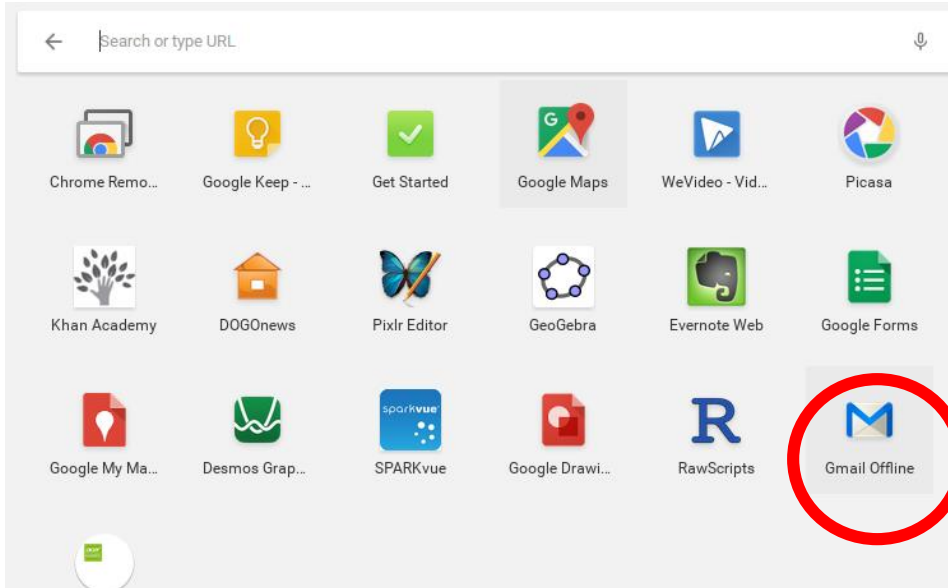 Search or type URL
G
Chrome Remo...
Google Keep - ...
Get Started
Google Maps
WeVideo - Vid...
Picasa
Khan Academy
DOGOnews
Pixlr Editor
GeoGebra
Evernote Web
Google Forms
sparkvue
R
Google My Ma...
Desmos Grap...
SPARKvue
Google Drawi...
RawScripts
Gmail Offline
acer